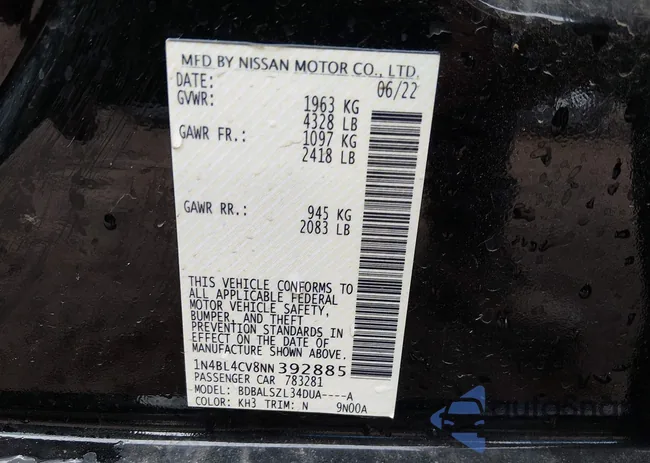 MFD BY NISSAN MOTOR CO., LTD.
DATE: 06/22
GVWR: 1963 KG
4328 LB
GAWR FR.: 1097 KG
2418 LB
GAWR RR.: 945 KG
2083 LB
THIS VEHICLE CONFORMS TO
ALL APPLICABLE FEDERAL
MOTOR VEHICLE SAFETY,
BUMPER, AND THEFT
PREVENTION STANDARDS IN
EFFECT ON THE DATE OF
MANUFACTURE SHOWN ABOVE.
1N4BL4CV8NN392885
PASSENGER CAR 783281
MODEL: BDBALSZL34DUA----A
COLOR: KH3 TRIM: N 9N00A